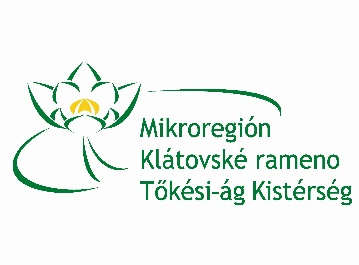 Mikroregión
Klátovské rameno
Tőkési-ág Kistérség